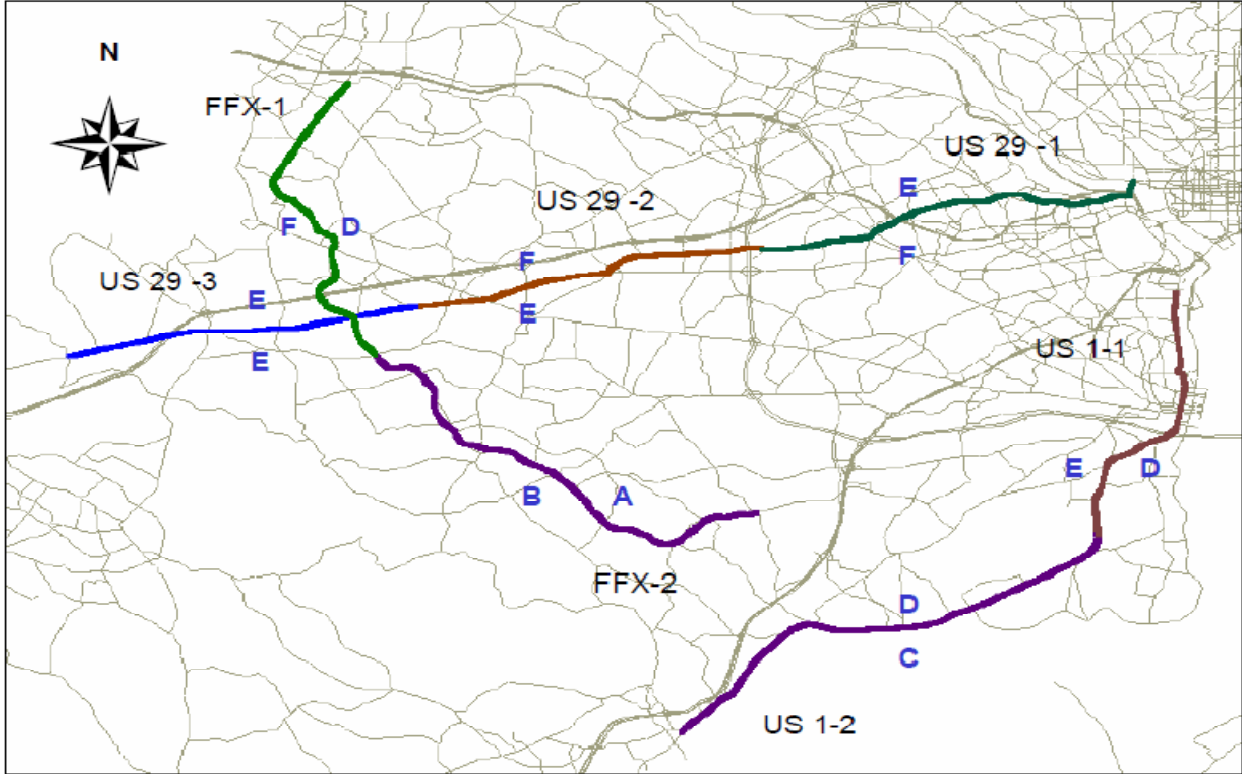 N
FFX-1
US 29 -1
E
US 29 -2
F D
F
F
US 29 -3
E
E
E
US 1-1
E D
B A
FFX-2
D
C
US 1-2